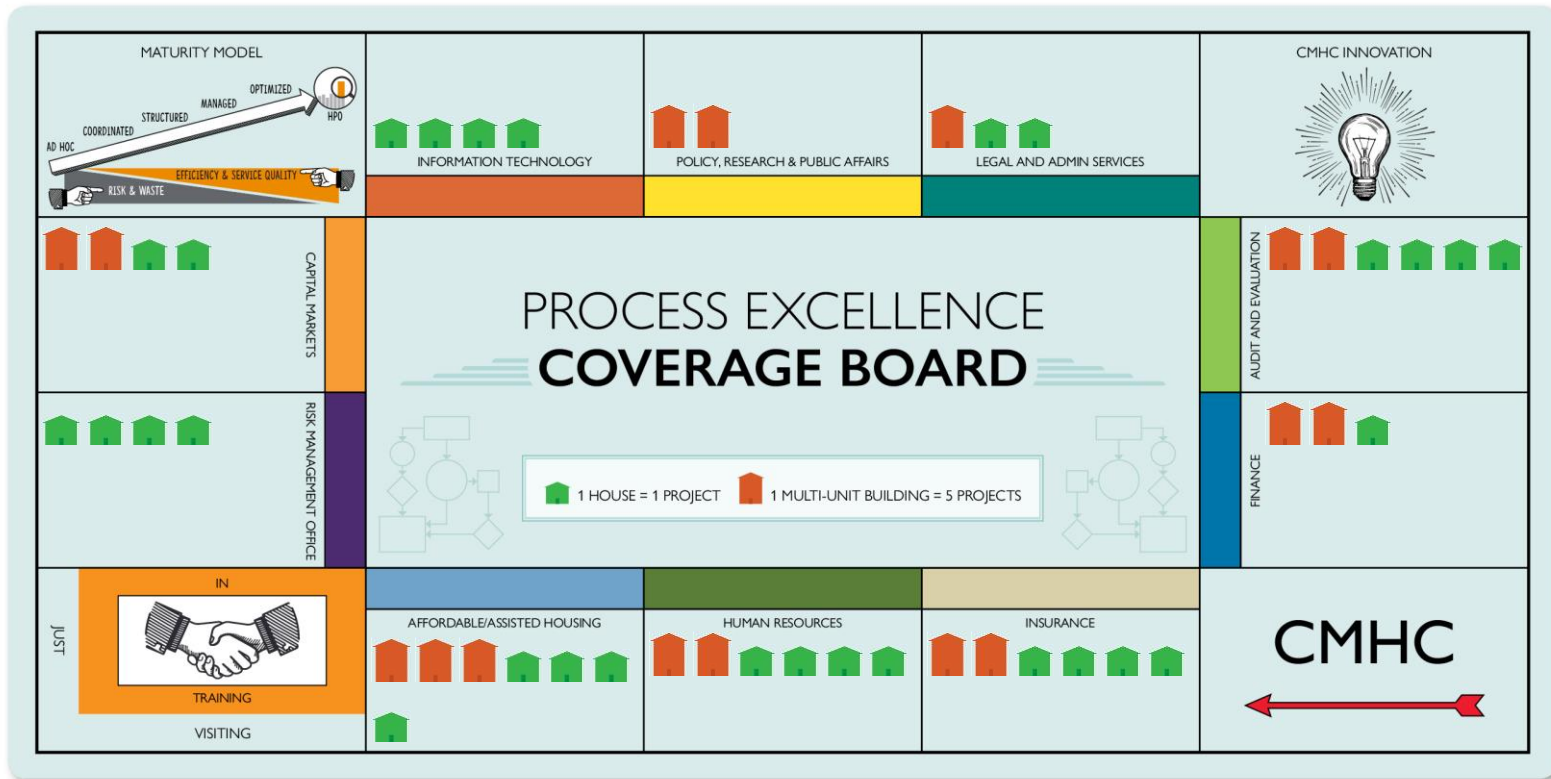 MATURITY MODEL
AD HOC
COORDINATED
STRUCTURED
MANAGED
OPTIMIZED
HPO
EFFICIENCY & SERVICE QUALITY
RISK & WASTE
INFORMATION TECHNOLOGY
POLICY, RESEARCH & PUBLIC AFFAIRS
LEGAL AND ADMIN SERVICES
CMHC INNOVATION
CAPITAL MARKETS
RISK MANAGEMENT OFFICE
PROCESS EXCELLENCE
COVERAGE BOARD
1 HOUSE = 1 PROJECT
1 MULTI-UNIT BUILDING = 5 PROJECTS
AUDIT AND EVALUATION
FINANCE
JUST
IN
TRAINING
VISITING
AFFORDABLE/ASSISTED HOUSING
HUMAN RESOURCES
INSURANCE
CMHC